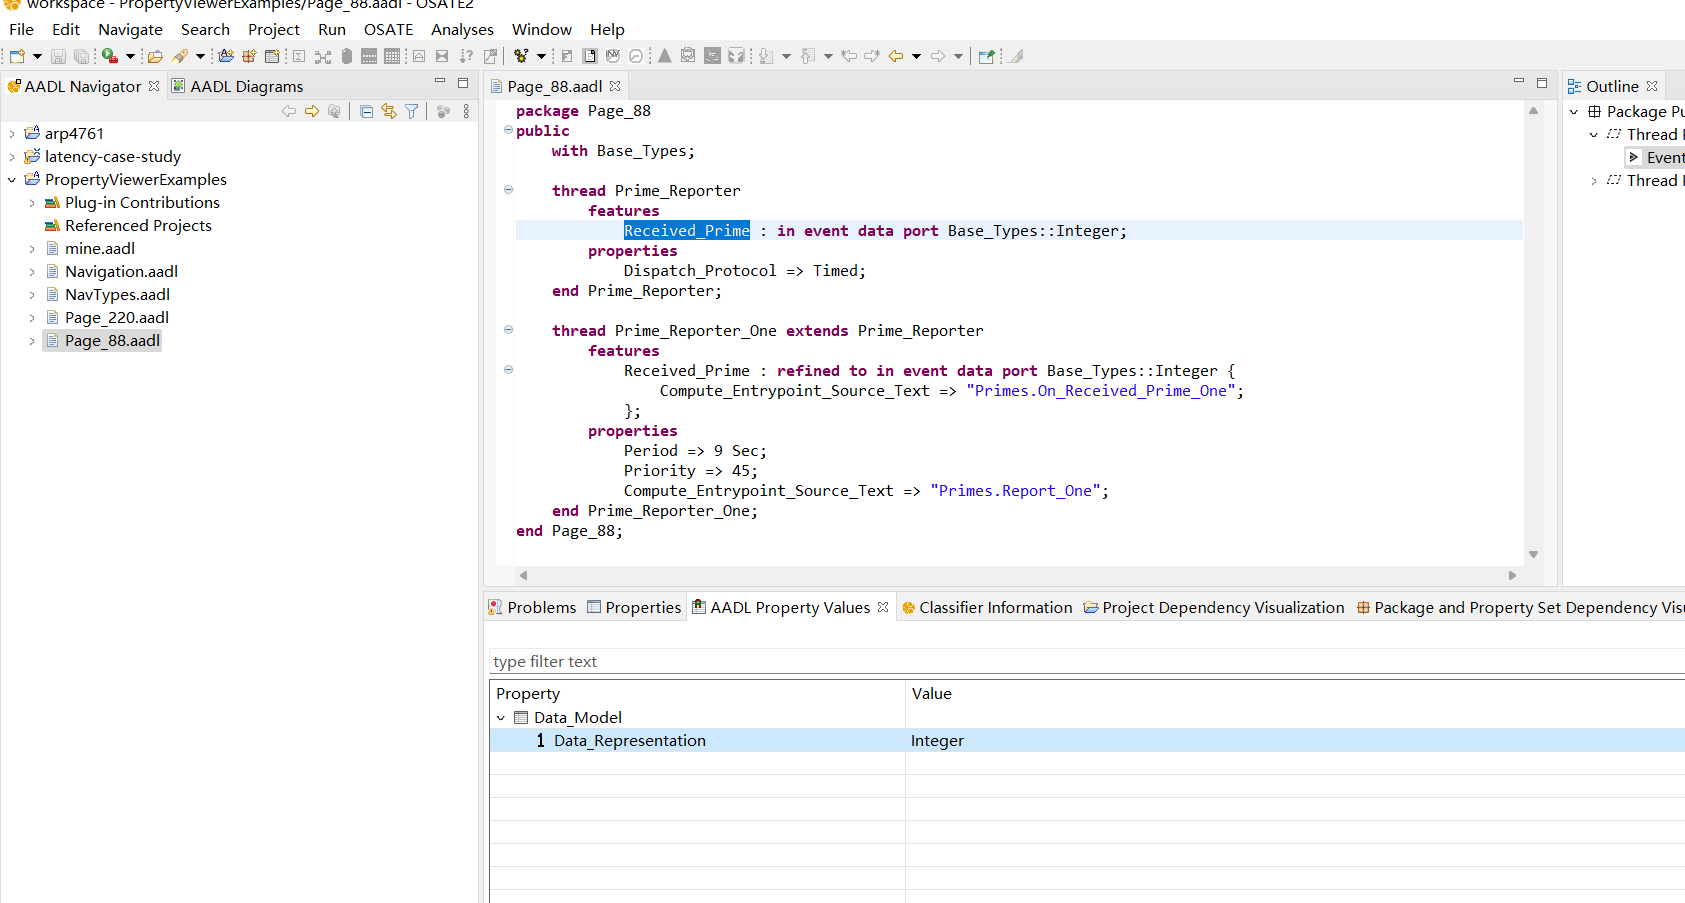 workspace - PropertyViewerExamples/Page_88.aadl - OSATE2
File Edit Navigate Search Project Run OSATE Analyses Window Help
AADL Navigator AADL Diagrams
arp4761
latency-case-study
PropertyViewerExamples
Plug-in Contributions
Referenced Projects
mine.aadl
Navigation.aadl
NavTypes.aadl
Page_220.aadl
Page_88.aadl
Page_88.aadl
package Page_88
public
with Base_Types;
thread Prime_Reporter
features
Received_Prime : in event data port Base_Types::Integer;
properties
Dispatch_Protocol => Timed;
end Prime_Reporter;
thread Prime_Reporter_One extends Prime_Reporter
features
Received_Prime : refined to in event data port Base_Types::Integer {
Compute_Entrypoint_Source_Text => "Primes.On_Received_Prime_One";
};
properties
Period => 9 Sec;
Priority => 45;
Compute_Entrypoint_Source_Text => "Primes.Report_One";
end Prime_Reporter_One;
end Page_88;
Outline
Package Pu
Thread
Event
Thread
Problems Properties AADL Property Values Classifier Information Project Dependency Visualization Package and Property Set Dependency Visu
type filter text
Property Value
Data_Model
1 Data_Representation Integer